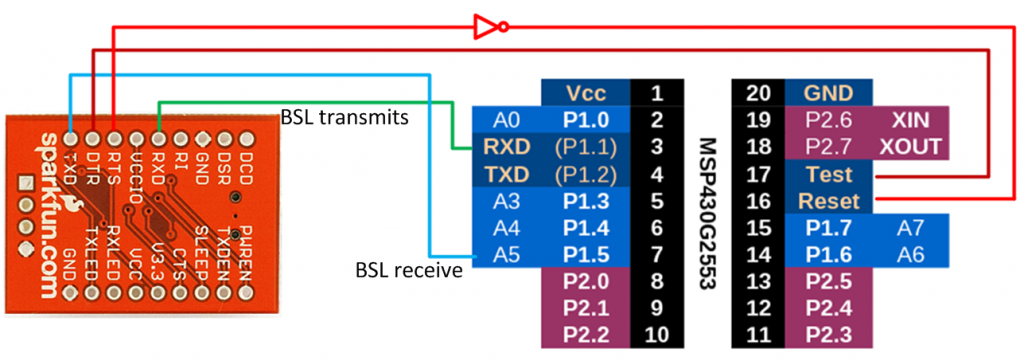 BSL transmits
BSL receive
sparkfun.com
TXD
DTR
RTS
VCCIO
RXD
RI
GND
DSR
DCD
GND
TXLED
RXLED
VCC
V3.3
CTS
SLEEP
TXDEN
PWREN
Vcc 1
A0 P1.0 2
RXD (P1.1) 3
TXD (P1.2) 4
A3 P1.3 5
A4 P1.4 6
A5 P1.5 7
P2.0 8
P2.1 9
P2.2 10
MSP430G2553
20 GND
19 P2.6 XIN
18 P2.7 XOUT
17 Test
16 Reset
15 P1.7 A7
14 P1.6 A6
13 P2.5
12 P2.4
11 P2.3